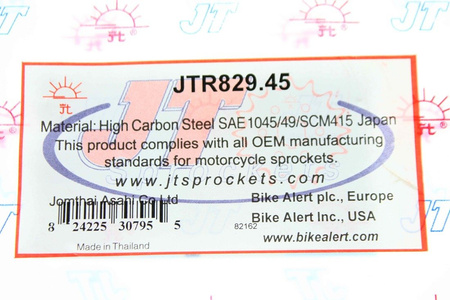 JT
JTR829.45
jt
Material: High Carbon Steel SAE1045/49/SCM415 Japan
This product complies with all OEM manufacturing
standards for motorcycle sprockets.
www.jtsprockets.com
Jomthai Asahi Co Ltd
Bike Alert plc., Europe
Bike Alert Inc., USA
8 24225 30795 5
82162
www.bikealert.com
Made in Thailand